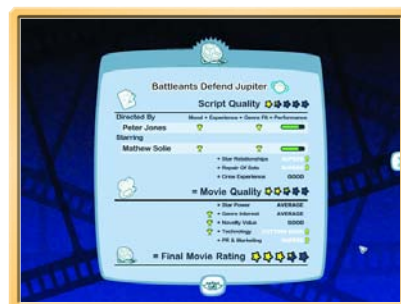 Battleants Defend Jupiter
Script Quality
Directed By Mood + Experience + Genre Fit + Performance
Peter Jones
Starring
Mathew Solie
+ Star Relationships
+ Repair Of Sets
+ Crew Experience GOOD
= Movie Quality
+ Star Power AVERAGE
+ Genre Interest AVERAGE
+ Novelty Value GOOD
+ Technology
+ PR & Marketing
= Final Movie Rating